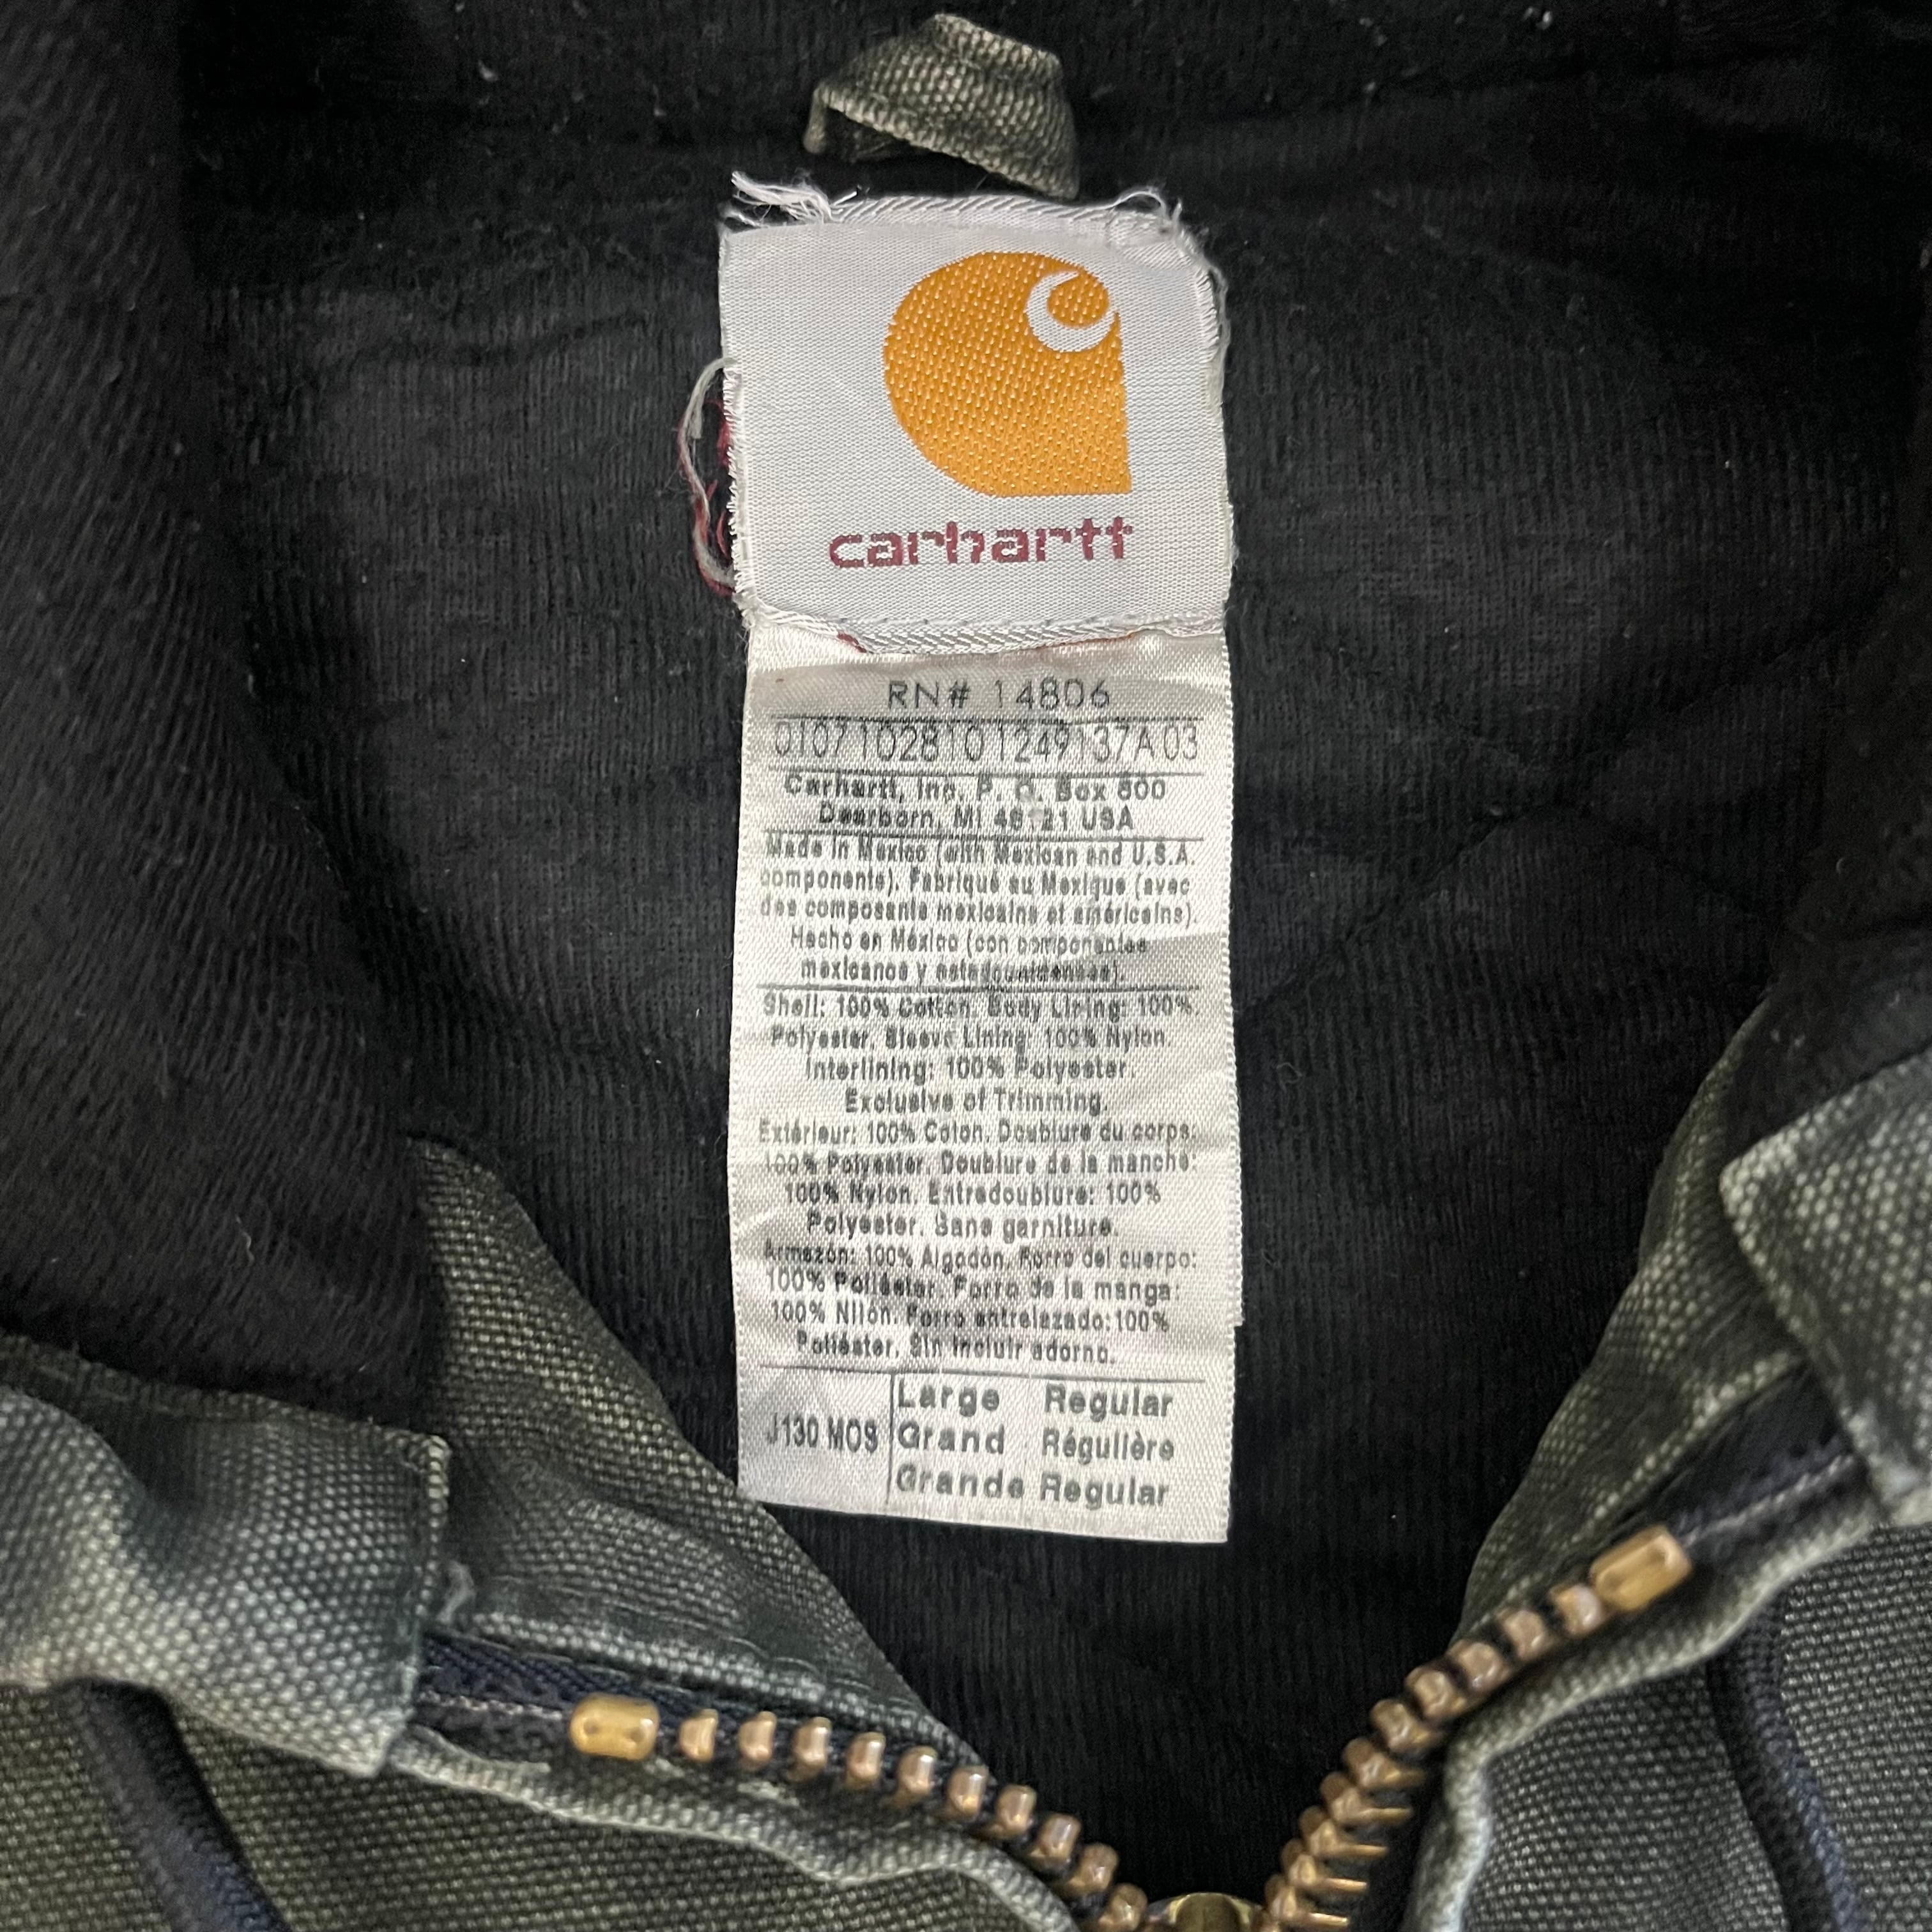 carhartt
RN# 14806
01071028101249137A03
Carhartt, Inc. P. O. Box 600
Dearborn, MI 48121 USA
Made in Mexico (with Mexican and U.S.A.
components). Fabriqué au Mexique (avec
des composants mexicains et américains).
Hecho en México (con componentes
mexicanos y estadounidenses).
Shell: 100% Cotton. Body Lining: 100%
Polyester. Sleeve Lining: 100% Nylon.
Interlining: 100% Polyester.
Exclusive of Trimming.
Extérieur: 100% Coton. Doublure du corps:
100% Polyester. Doublure de la manche:
100% Nylon. Entredoublure: 100%
Polyester. Sans garniture.
Armazón: 100% Algodón. Forro del cuerpo:
100% Poliéster. Forro de la manga:
100% Nilón. Forro entrelazado:100%
Poliéster. Sin incluir adorno.
J130 MOS
Large Regular
Grand Régulière
Grande Regular